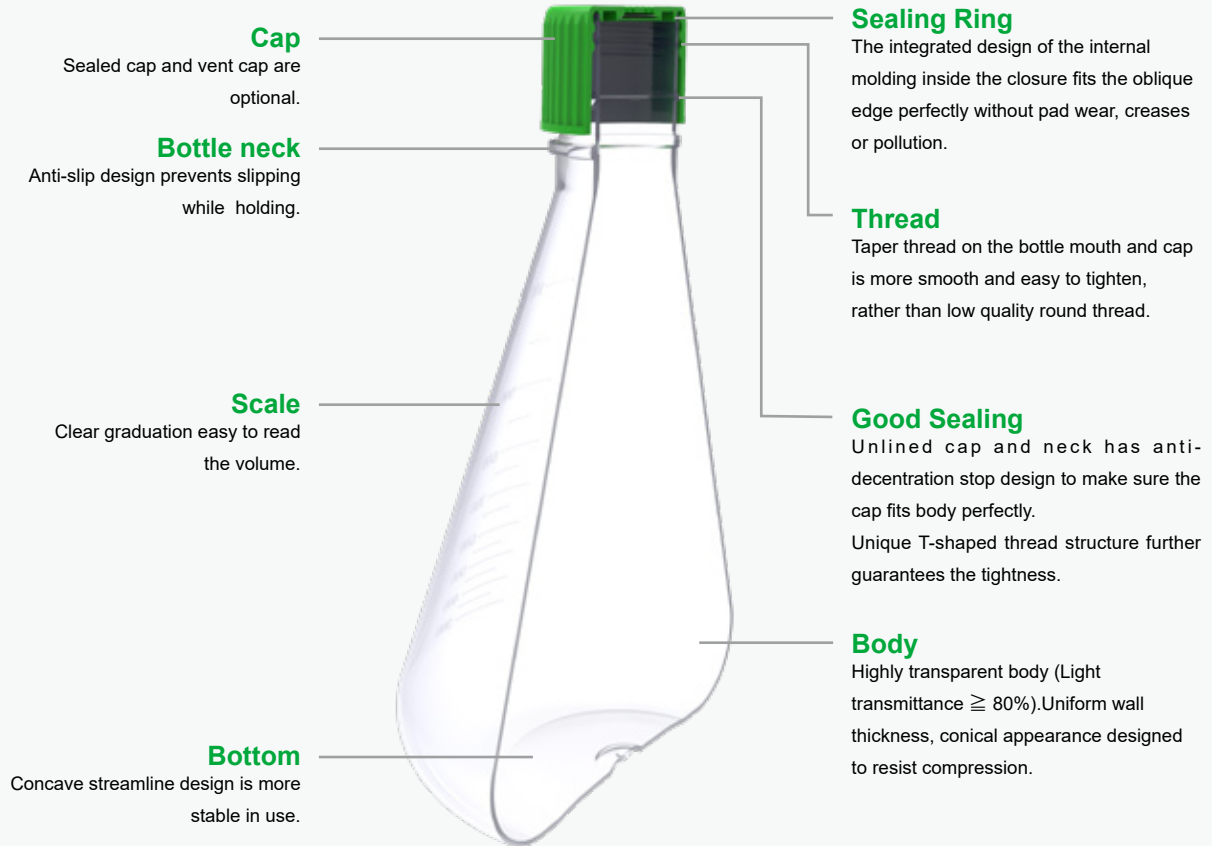 Cap
Sealed cap and vent cap are
optional.
Bottle neck
Anti-slip design prevents slipping
while holding.
Scale
Clear graduation easy to read
the volume.
Bottom
Concave streamline design is more
stable in use.
Sealing Ring
The integrated design of the internal
molding inside the closure fits the oblique
edge perfectly without pad wear, creases
or pollution.
Thread
Taper thread on the bottle mouth and cap
is more smooth and easy to tighten,
rather than low quality round thread.
Good Sealing
Unlined cap and neck has anti-
decentration stop design to make sure the
cap fits body perfectly.
Unique T-shaped thread structure further
guarantees the tightness.
Body
Highly transparent body (Light
transmittance ≧ 80%).Uniform wall
thickness, conical appearance designed
to resist compression.